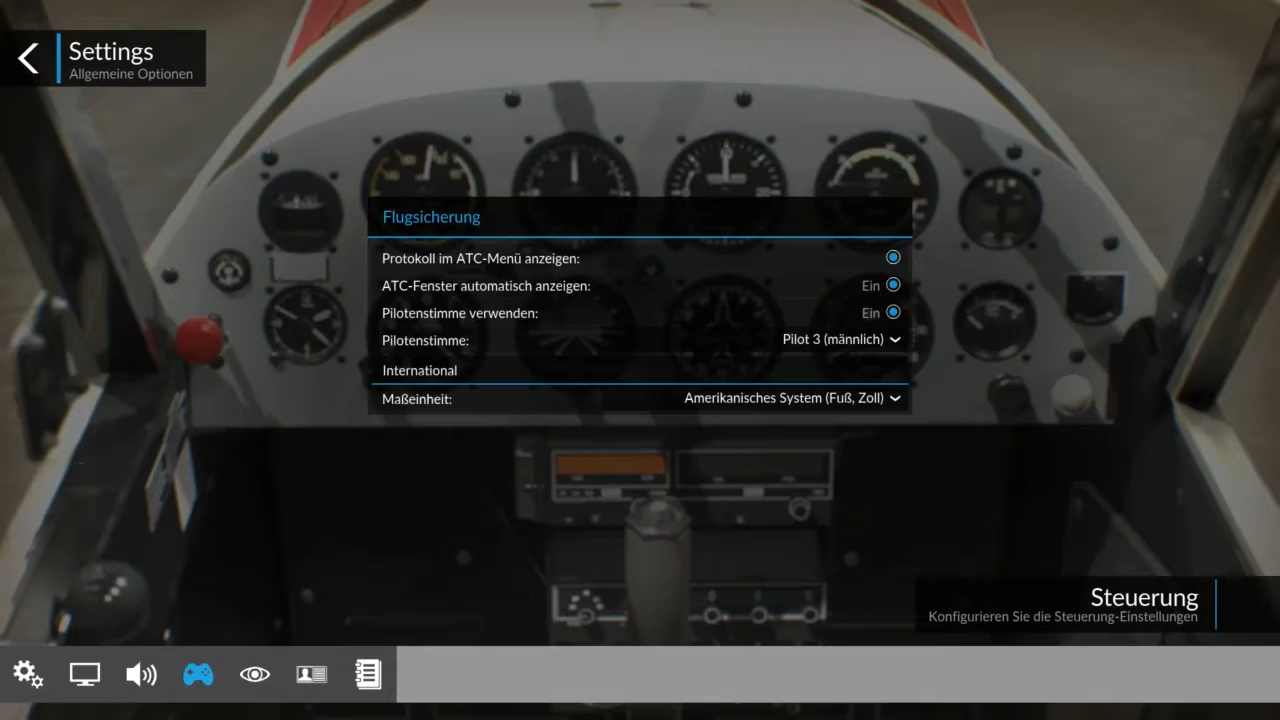 Settings
Allgemeine Optionen
Flugsicherung
Protokoll im ATC-Menü anzeigen:
ATC-Fenster automatisch anzeigen: Ein
Pilotenstimme verwenden: Ein
Pilotenstimme: Pilot 3 (männlich)
International
Maßeinheit: Amerikanisches System (Fuß, Zoll)
Steuerung
Konfigurieren Sie die Steuerung-Einstellungen